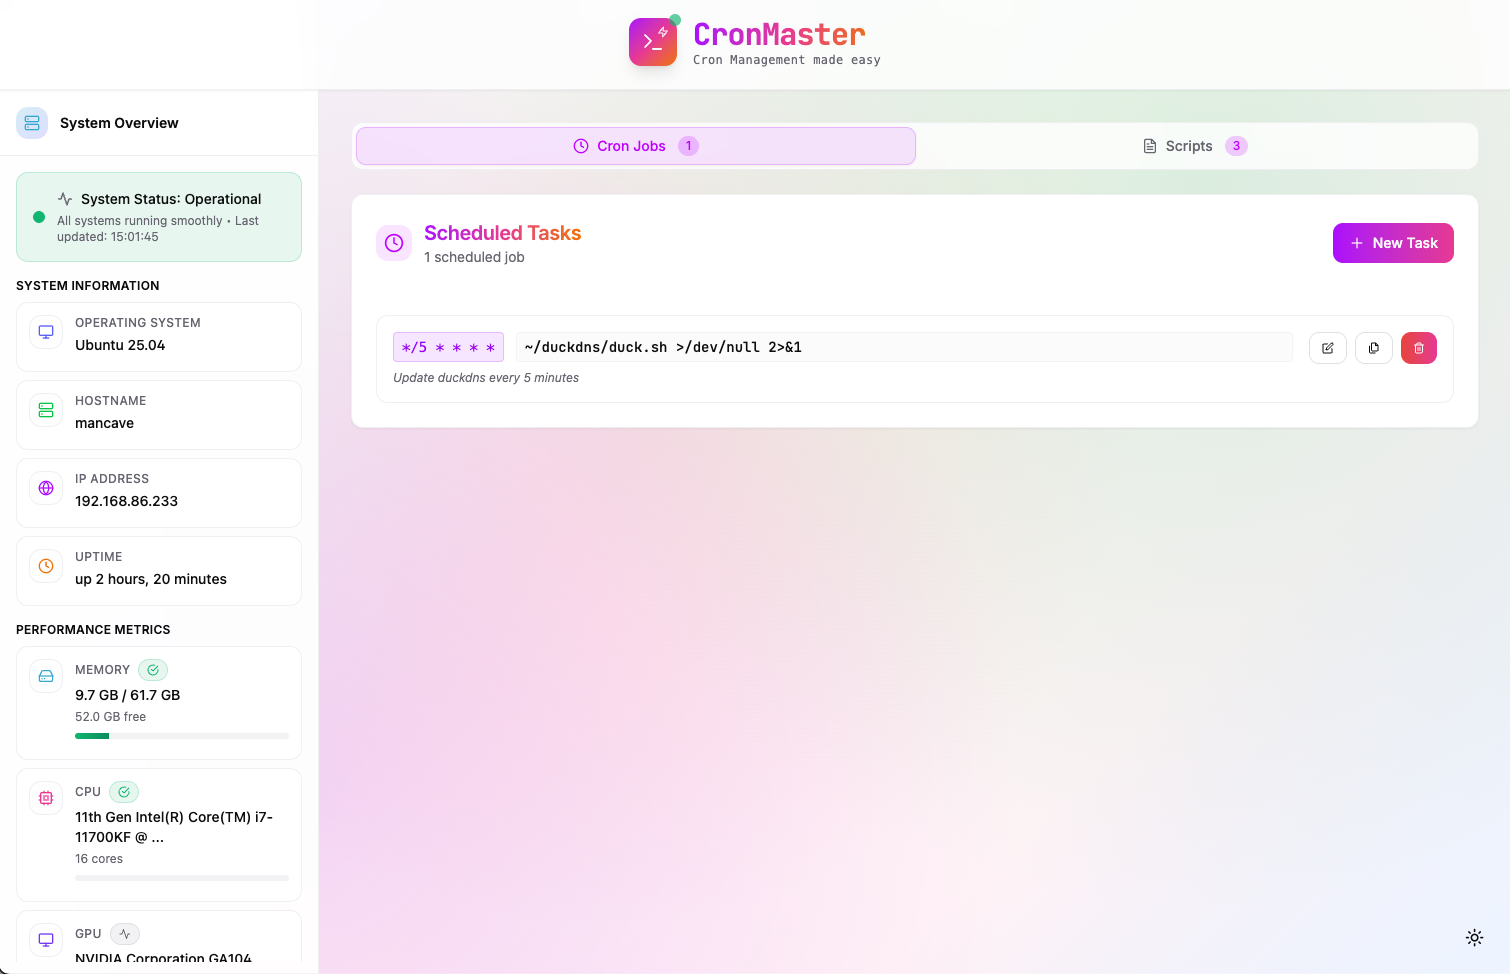 CronMaster
Cron Management made easy
System Overview
System Status: Operational
All systems running smoothly • Last
updated: 15:01:45
SYSTEM INFORMATION
OPERATING SYSTEM
Ubuntu 25.04
HOSTNAME
mancave
IP ADDRESS
192.168.86.233
UPTIME
up 2 hours, 20 minutes
PERFORMANCE METRICS
MEMORY
9.7 GB / 61.7 GB
52.0 GB free
CPU
11th Gen Intel(R) Core(TM) i7-
11700KF @ ...
16 cores
GPU
NVIDIA Corporation GA104
Cron Jobs 1
Scripts 3
Scheduled Tasks
1 scheduled job
New Task
*/5 * * * *
~/duckdns/duck.sh >/dev/null 2>&1
Update duckdns every 5 minutes